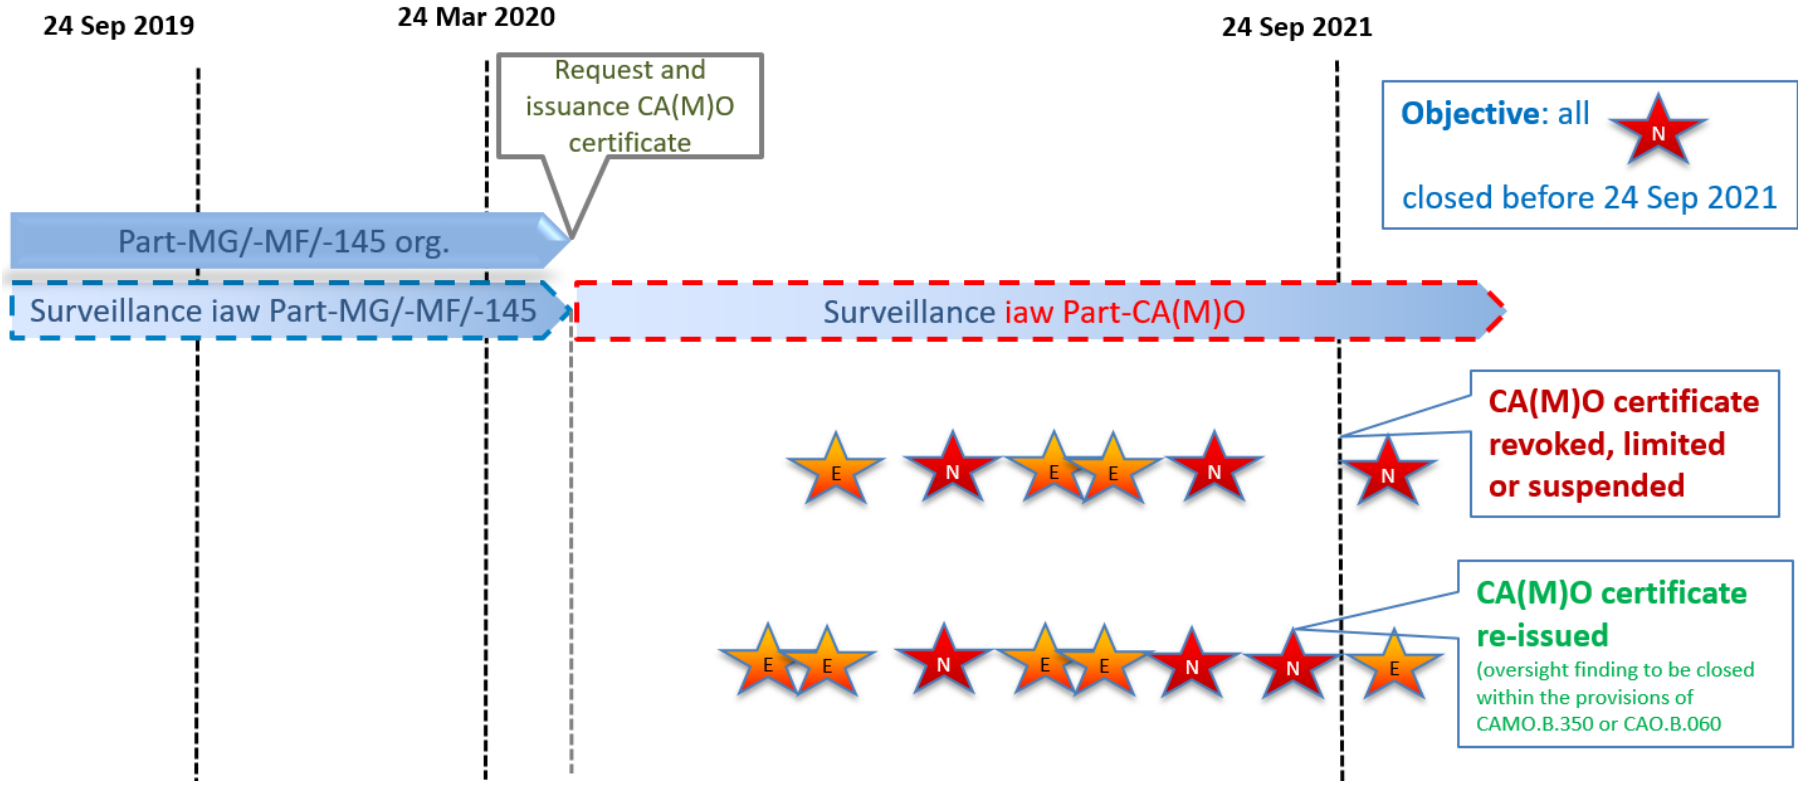 24 Sep 2019
24 Mar 2020
24 Sep 2021
Request and
issuance CA(M)O
certificate
Objective: all
N
closed before 24 Sep 2021
Part-MG/-MF/-145 org.
Surveillance iaw Part-MG/-MF/-145
Surveillance iaw Part-CA(M)O
E N E E N N
CA(M)O certificate
revoked, limited
or suspended
E E N E E N N E
CA(M)O certificate
re-issued
(oversight finding to be closed
within the provisions of
CAMO.B.350 or CAO.B.060